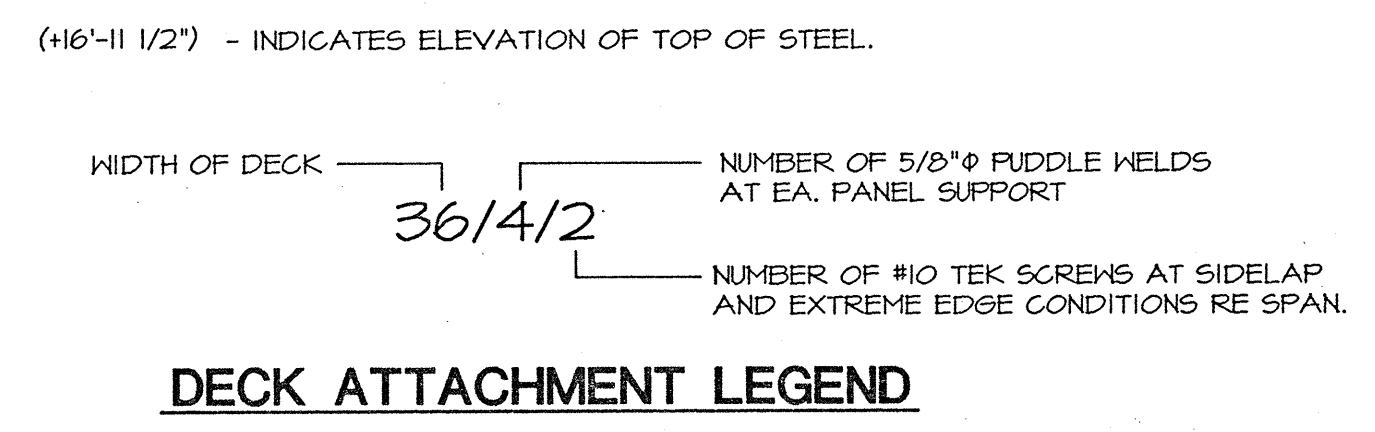 (+16'-11 1/2") - INDICATES ELEVATION OF TOP OF STEEL.
WIDTH OF DECK
NUMBER OF 5/8"Φ PUDDLE WELDS
AT EA. PANEL SUPPORT
36/4/2
NUMBER OF #10 TEK SCREWS AT SIDELAP
AND EXTREME EDGE CONDITIONS RE SPAN.
DECK ATTACHMENT LEGEND